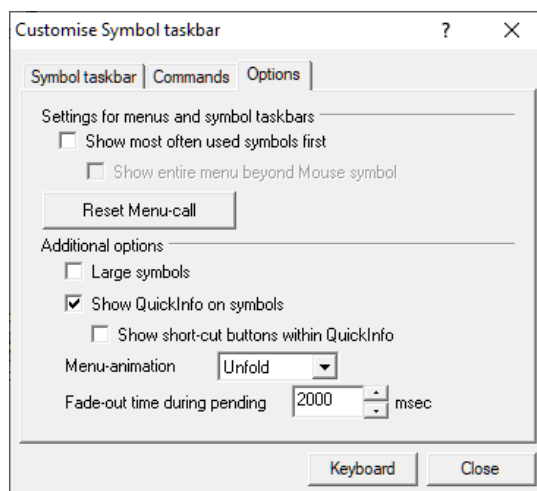 Customise Symbol taskbar
Symbol taskbar Commands Options
Settings for menus and symbol taskbars
Show most often used symbols first
Show entire menu beyond Mouse symbol
Reset Menu-call
Additional options
Large symbols
Show QuickInfo on symbols
Show short-cut buttons within QuickInfo
Menu-animation Unfold
Fade-out time during pending 2000 msec
Keyboard Close